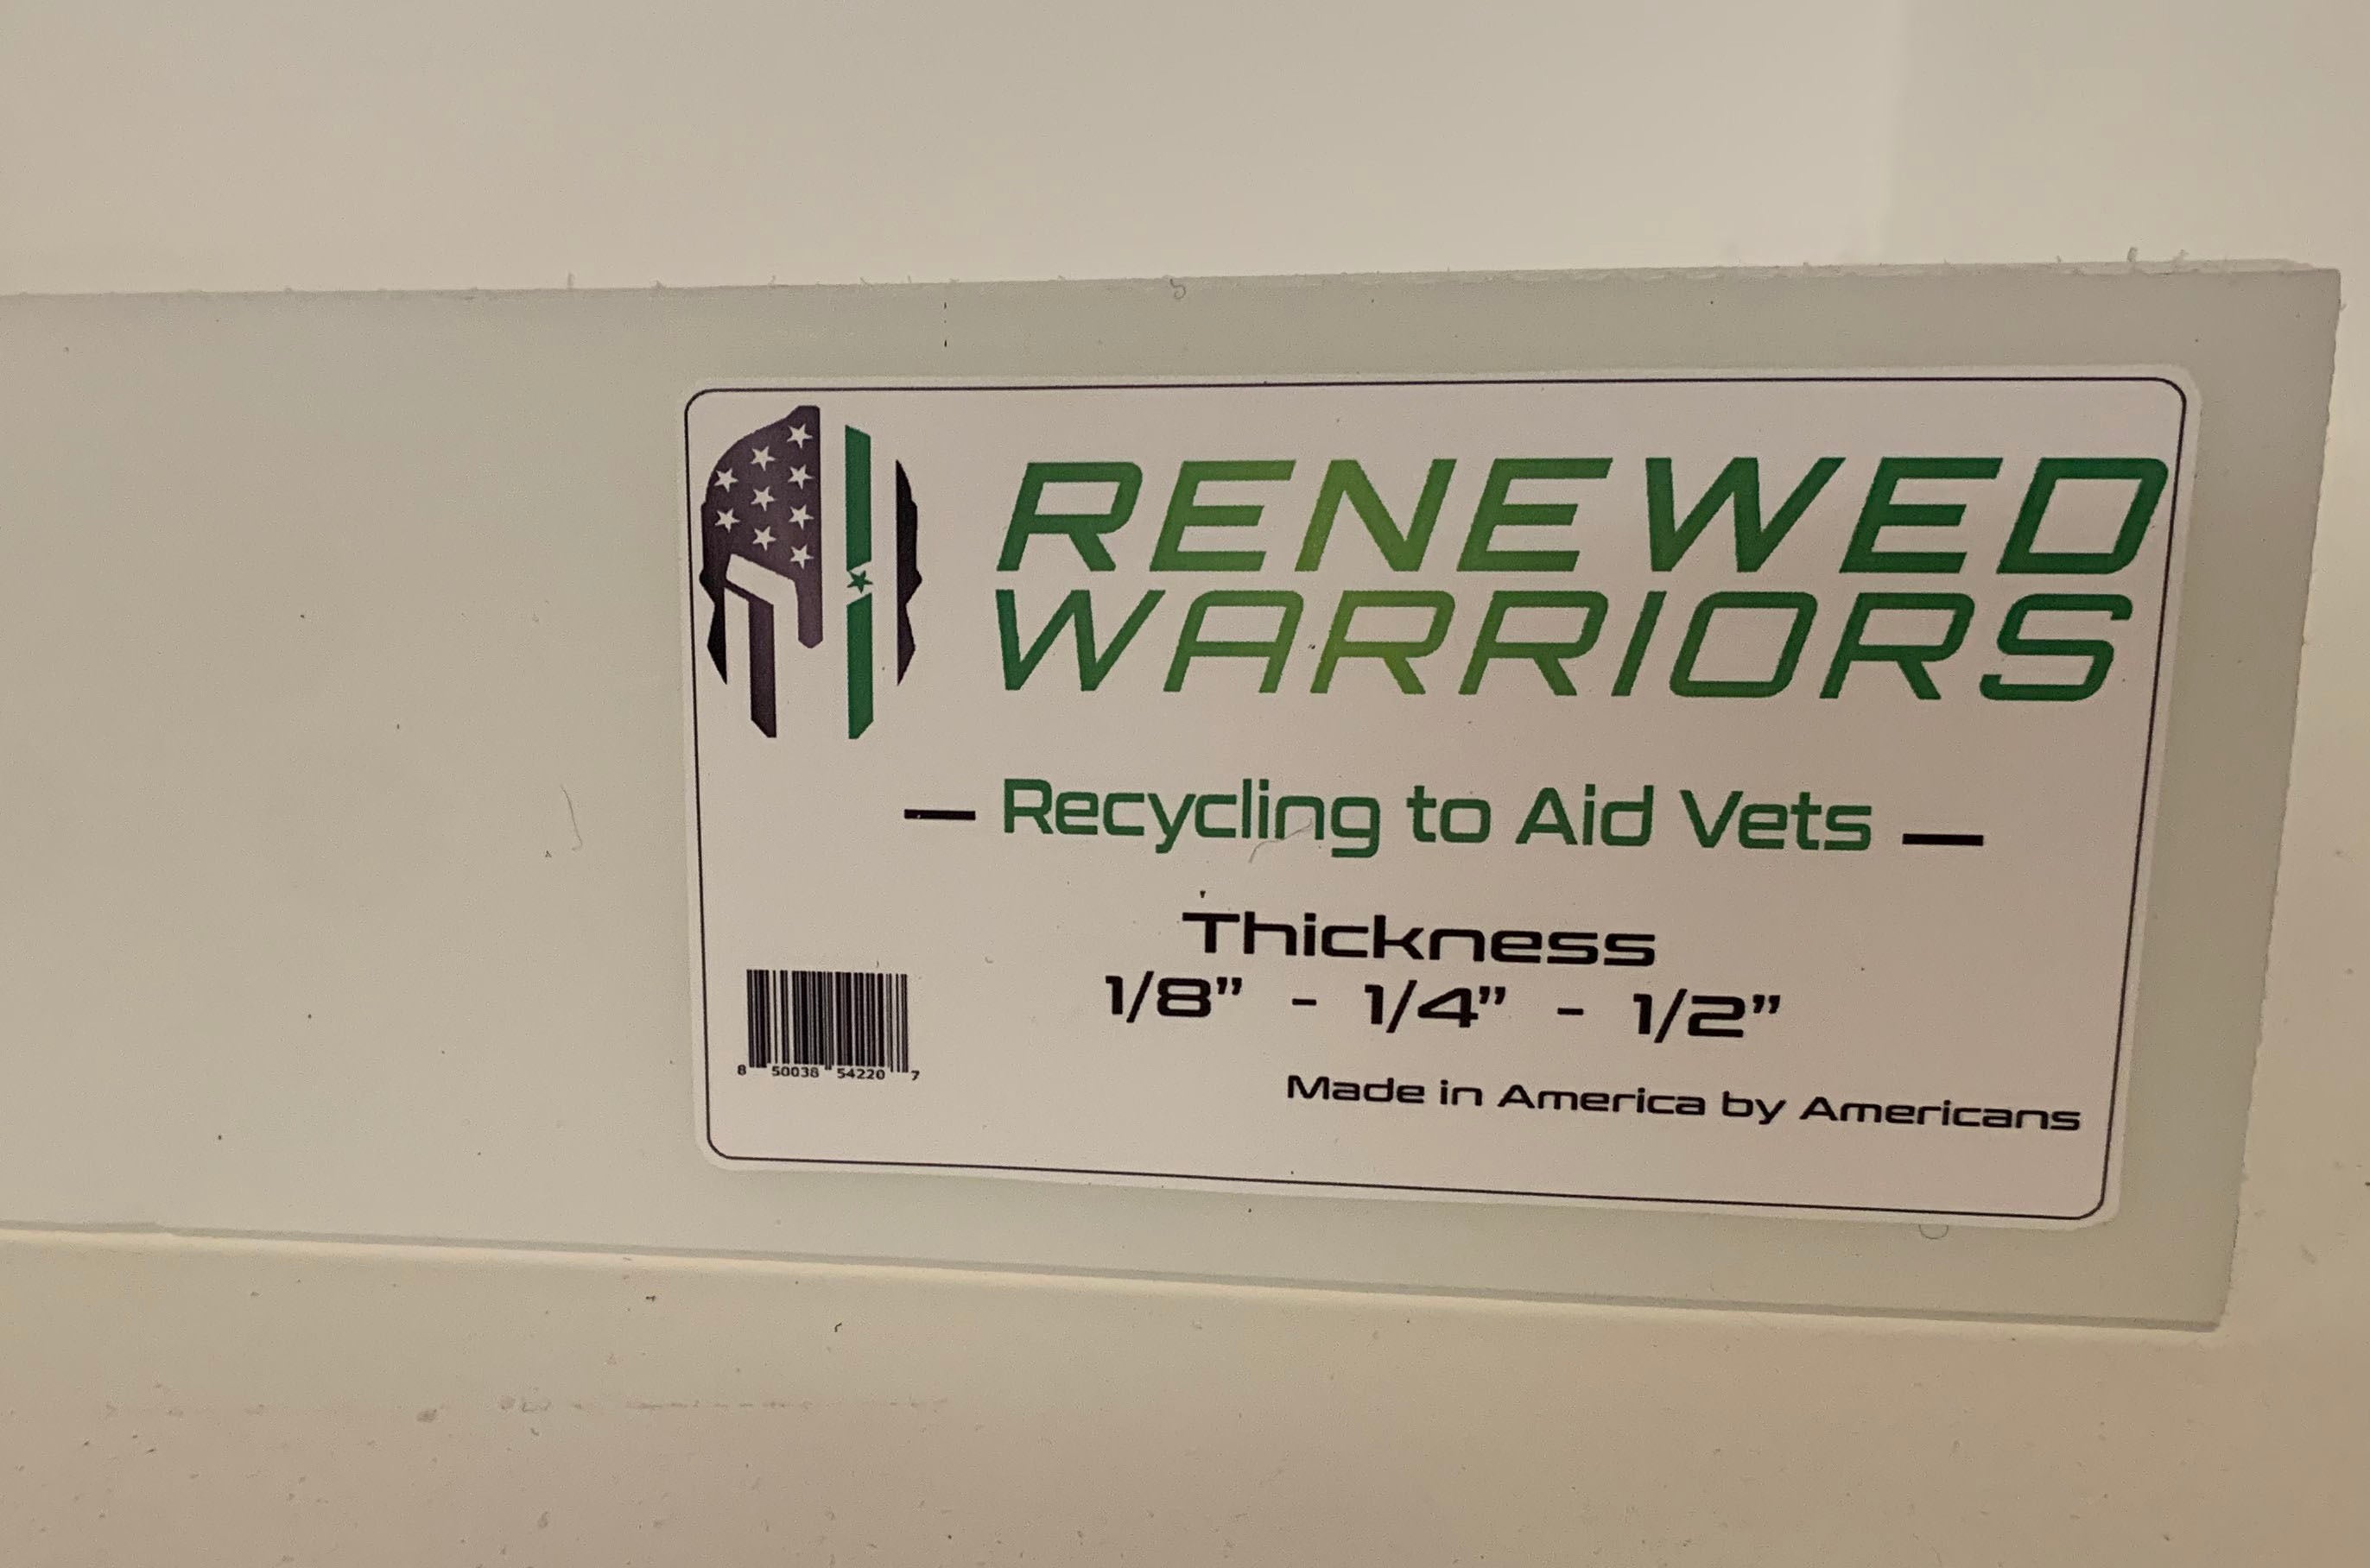 RENEWED
WARRIORS
— Recycling to Aid Vets —
Thickness
1/8” - 1/4” - 1/2”
8 50038 54220 7
Made in America by Americans